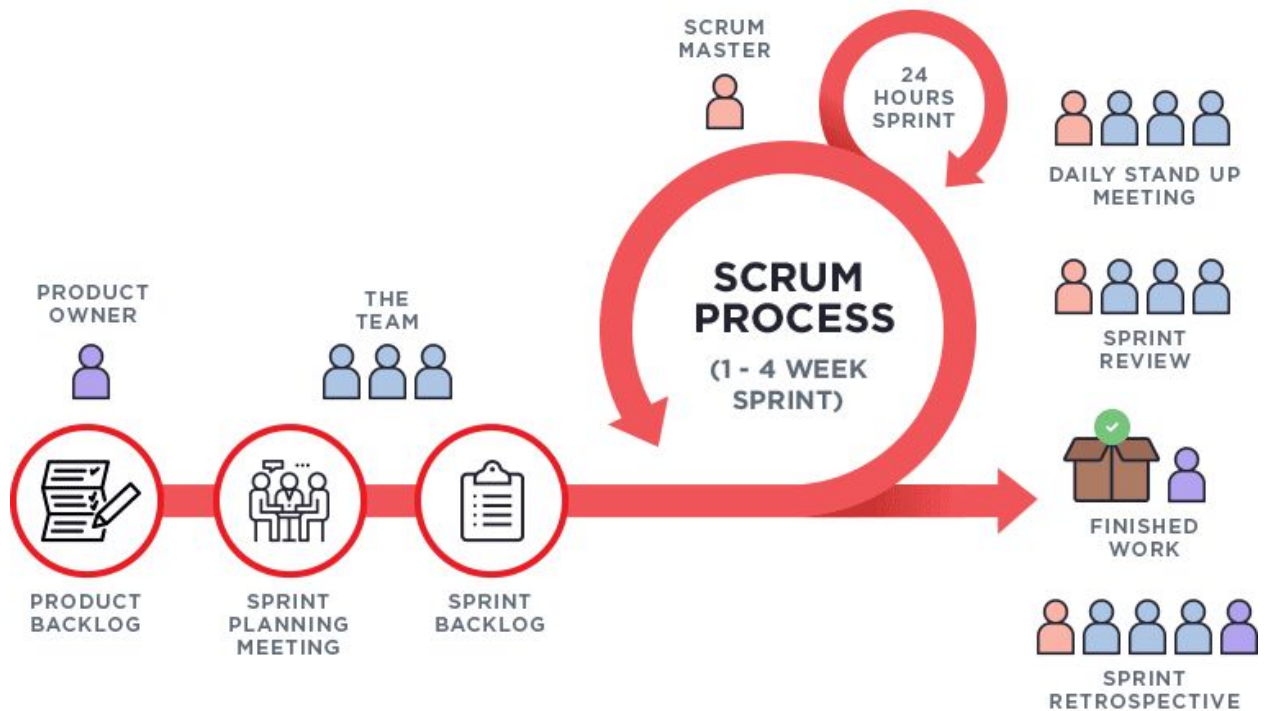 SCRUM
MASTER
24
HOURS
SPRINT
DAILY STAND UP
MEETING
SCRUM
PROCESS
(1 - 4 WEEK
SPRINT)
SPRINT
REVIEW
PRODUCT
OWNER
THE
TEAM
FINISHED
WORK
PRODUCT
BACKLOG
SPRINT
PLANNING
MEETING
SPRINT
BACKLOG
SPRINT
RETROSPECTIVE